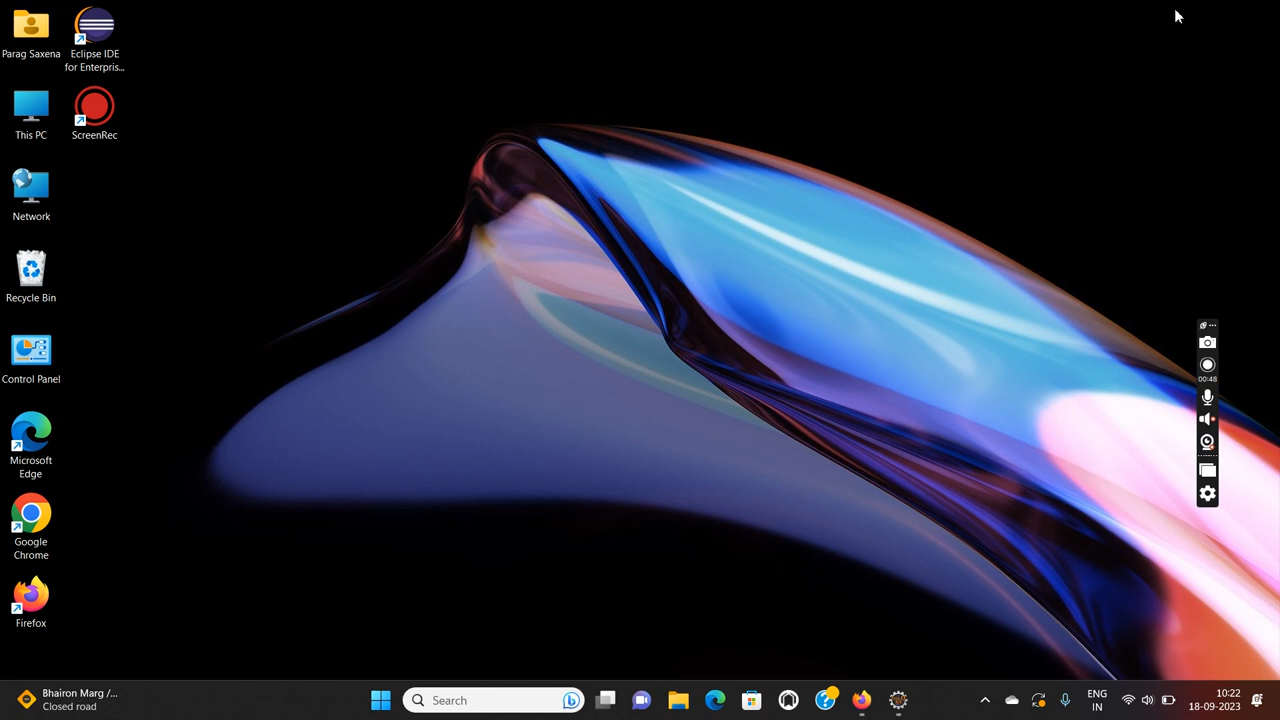 Parag Saxena
Eclipse IDE
for Enterpris...
This PC
ScreenRec
Network
Recycle Bin
Control Panel
Microsoft
Edge
Google
Chrome
Firefox
00:48
Bhairon Marg /...
Closed road
Search
ENG
IN
10:22
18-09-2023